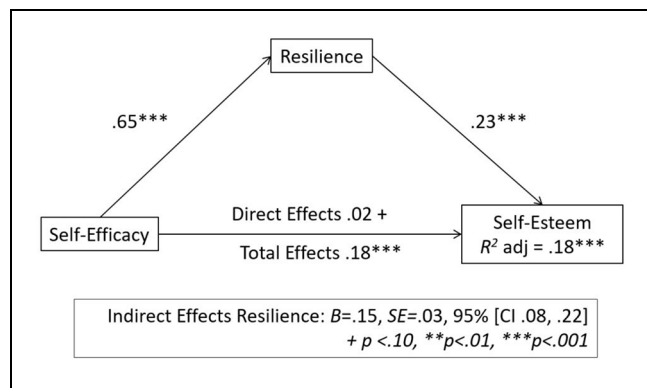 Resilience
.65***
.23***
Direct Effects .02 +
Self-Efficacy
Total Effects .18***
Self-Esteem
R² adj = .18***
Indirect Effects Resilience: B=.15, SE=.03, 95% [CI .08, .22]
+ p <.10, **p<.01, ***p<.001